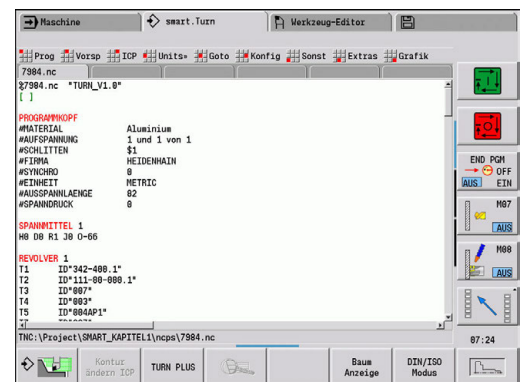 Maschine
smart.Turn
Werkzeug-Editor
Prog Vorsp ICP Units» Goto Konfig Sonst Extras Grafik
7984.nc
%7984.nc "TURN_V1.0"
[ ]
PROGRAMMKOPF
#MATERIAL Aluminium
#AUFSPANNUNG 1 und 1 von 1
#SCHLITTEN $1
#FIRMA HEIDENHAIN
#SYNCHRO 0
#EINHEIT METRIC
#AUSSPANNLAENGE 82
#SPANNDRUCK 0
SPANNMITTEL 1
H0 D0 R1 J0 O-66
REVOLVER 1
T1 ID"342-400.1"
T2 ID"111-80-080.1"
T3 ID"007"
T4 ID"003"
T5 ID"004AP1"
TNC:\Project\SMART_KAPITEL1\ncps\7984.nc
END PGM
OFF
AUS EIN
M07
AUS
M08
AUS
07:24
Kontur
ändern ICP
TURN PLUS
Baum
Anzeige
DIN/ISO
Modus